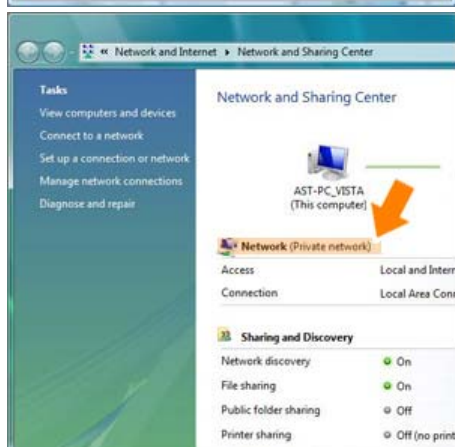 « Network and Internet ▸ Network and Sharing Center
Tasks
View computers and devices
Connect to a network
Set up a connection or network
Manage network connections
Diagnose and repair
Network and Sharing Center
AST-PC_VISTA
(This computer)
Network (Private network)
Access Local and
Connection Local Area
Sharing and Discovery
Network discovery On
File sharing On
Public folder sharing Off
Printer sharing Off (no